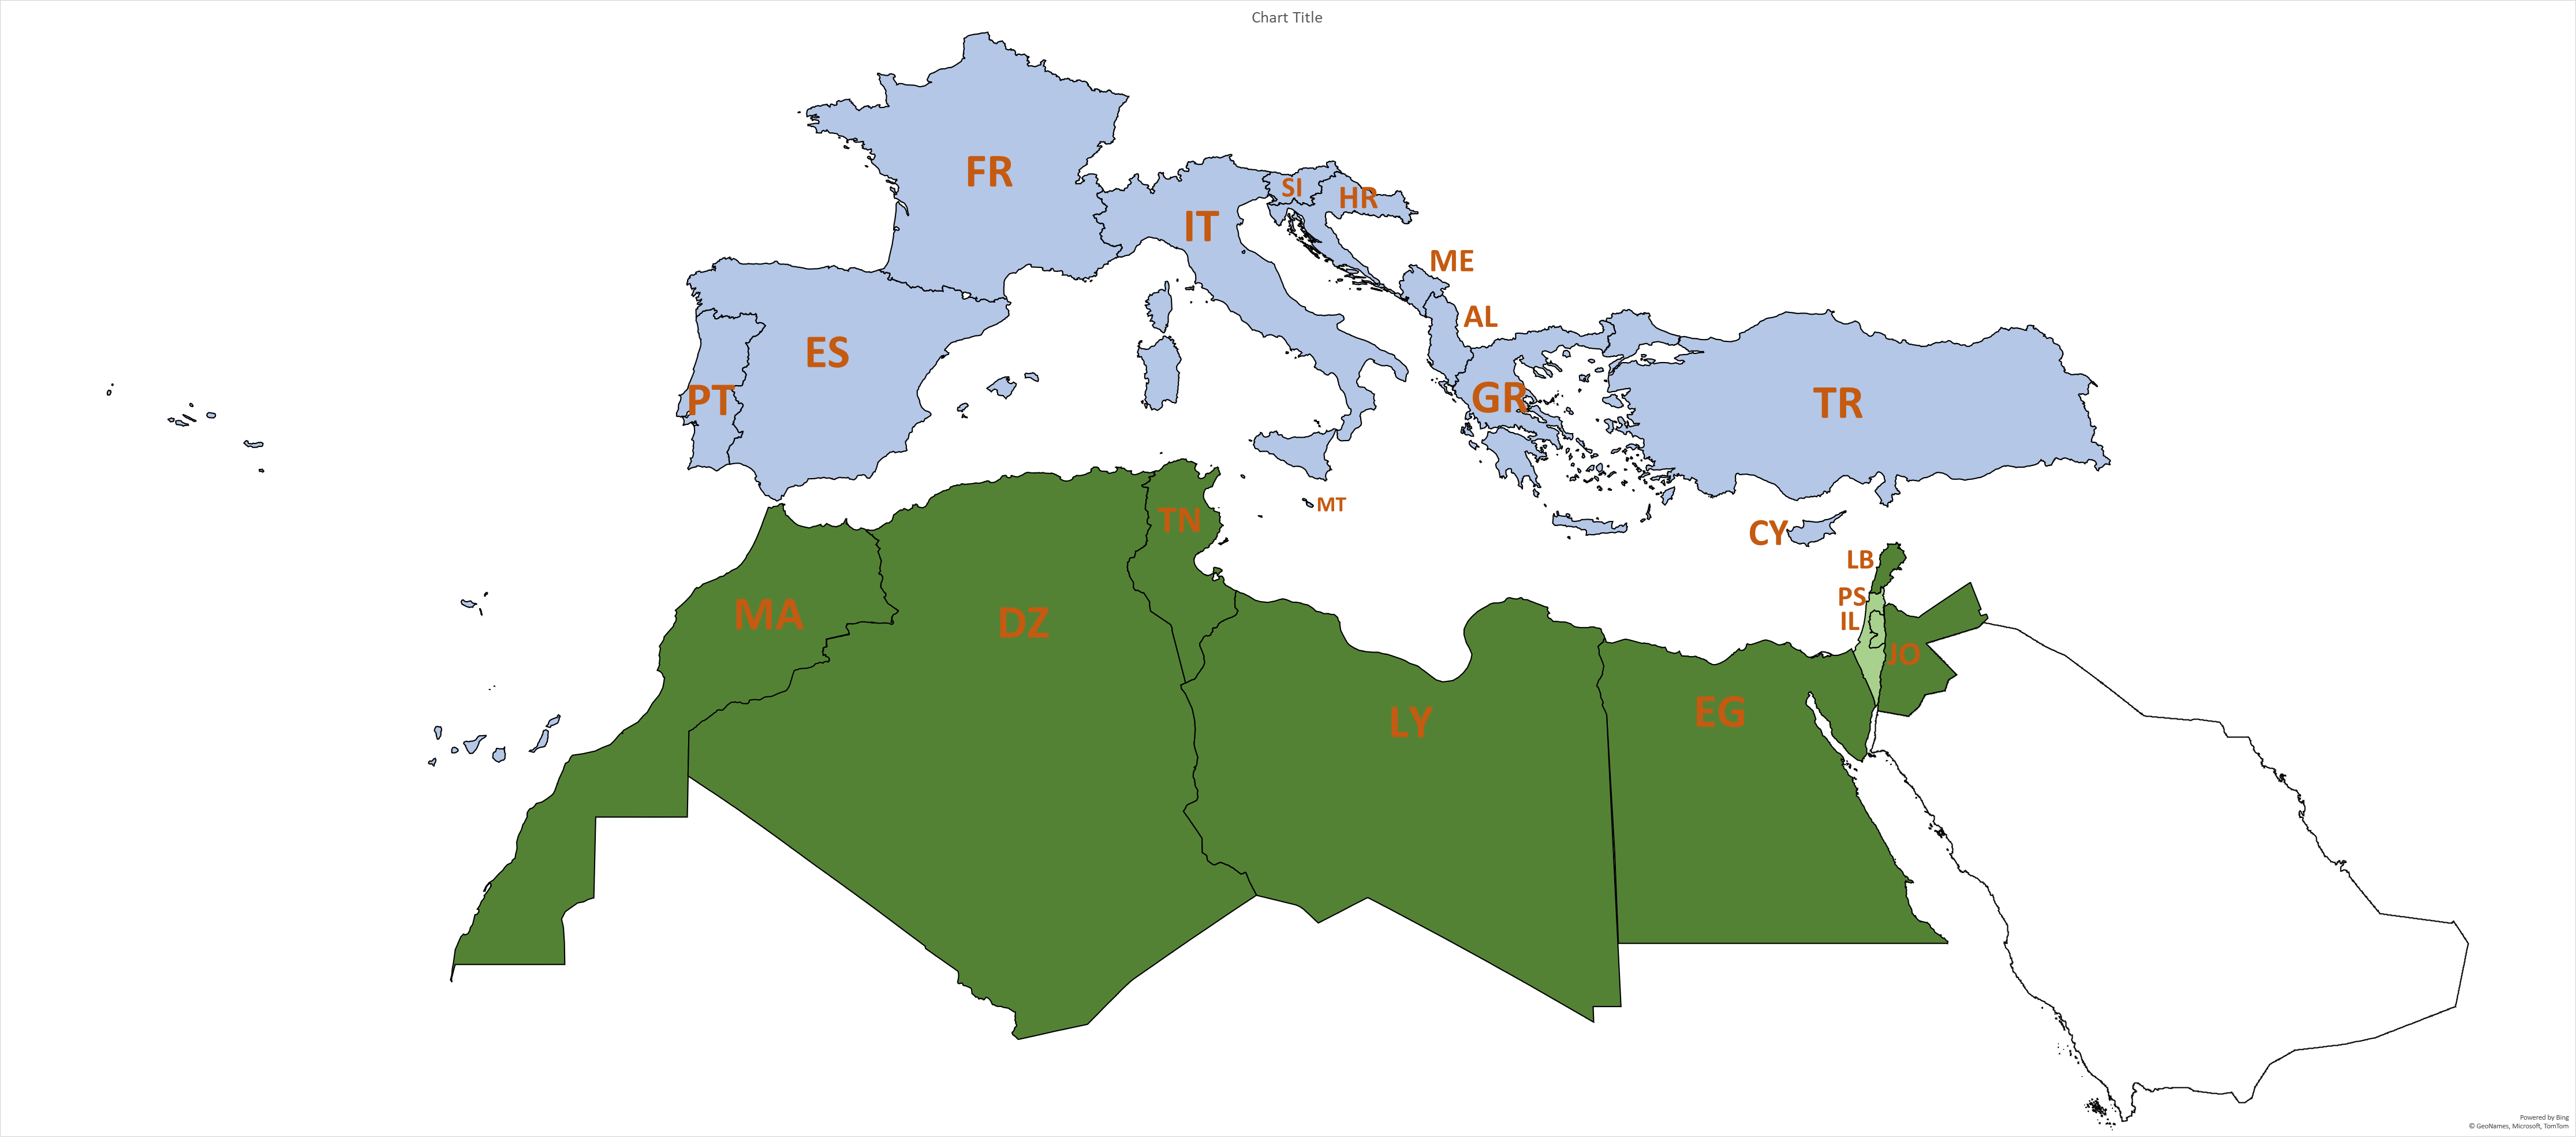 Chart Title
FR
SI
HR
IT
ME
AL
ES
PT
GR
TR
MT
TN
CY
LB
PS
IL
MA
DZ
JO
LY
EG
Powered by Bing
© GeoNames, Microsoft, TomTom